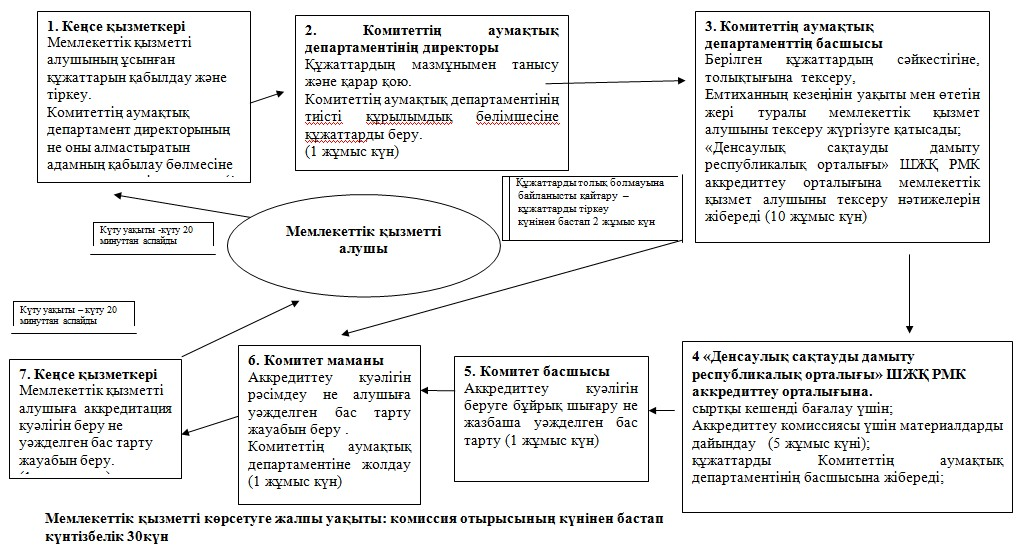 1. Кеңсе қызметкері
Мемлекеттік қызметті
алушының ұсынған
құжаттарын қабылдау және
тіркеу.
Комитеттің аумақтық
департамент директорының
не оны алмастыратын
адамның қабылау бөлмесіне
2. Комитеттің аумақтық
департаментінің директоры
Құжаттардың мазмұнымен танысу
және қарар қою.
Комитеттің аумақтық департаментінің
тиісті құрылымдық бөлімшесіне
құжаттарды беру.
(1 жұмыс күн)
3. Комитеттің аумақтық
департаменттің басшысы
Берілген құжаттардың сәйкестігіне,
толықтығына тексеру,
Емтиханның кезеңінін уақыты мен өтетін
жері туралы мемлекеттік қызмет
алушыны тексеру жүргізуге қатысады;
«Денсаулық сақтауды дамыту
республикалық орталығы» ШЖҚ РМК
аккредиттеу орталығына мемлекеттік
қызмет алушыны тексеру нәтижелерін
жібереді (10 жұмыс күн)
Құжаттарды толық болмауына
байланысты қайтару –
құжаттарды тіркеу
күнінен бастап 2 жұмыс күн
Күту уақыты -күту 20
минуттан аспайды
Мемлекеттік қызметті
алушы
Күту уақыты – күту 20
минуттан аспайды
4 «Денсаулық сақтауды дамыту
республикалық орталығы» ШЖҚ РМК
аккредиттеу орталығына.
сыртқы кешенді бағалау үшін;
Аккредиттеу комиссиясы үшін материалдарды
дайындау (5 жұмыс күні);
құжаттарды Комитеттің аумақтық
департаментінің басшысына жібереді;
5. Комитет басшысы
Аккредиттеу куәлігін
беруге бұйрық шығару не
жазбаша уәжделген бас
тарту (1 жұмыс күн)
6. Комитет маманы
Аккредиттеу куәлігін
рәсімдеу не алушыға
уәжделген бас тарту
жауабын беру .
Комитеттің аумақтық
департаментіне жолдау
(1 жұмыс күн)
7. Кеңсе қызметкері
Мемлекеттік қызметті
алушыға аккредитация
куәлігін беру не
уәжделген бас тарту
жауабын беру.
Мемлекеттік қызметті көрсетуге жалпы уақыты: комиссия отырысының күнінен бастап
күнтізбелік 30күн